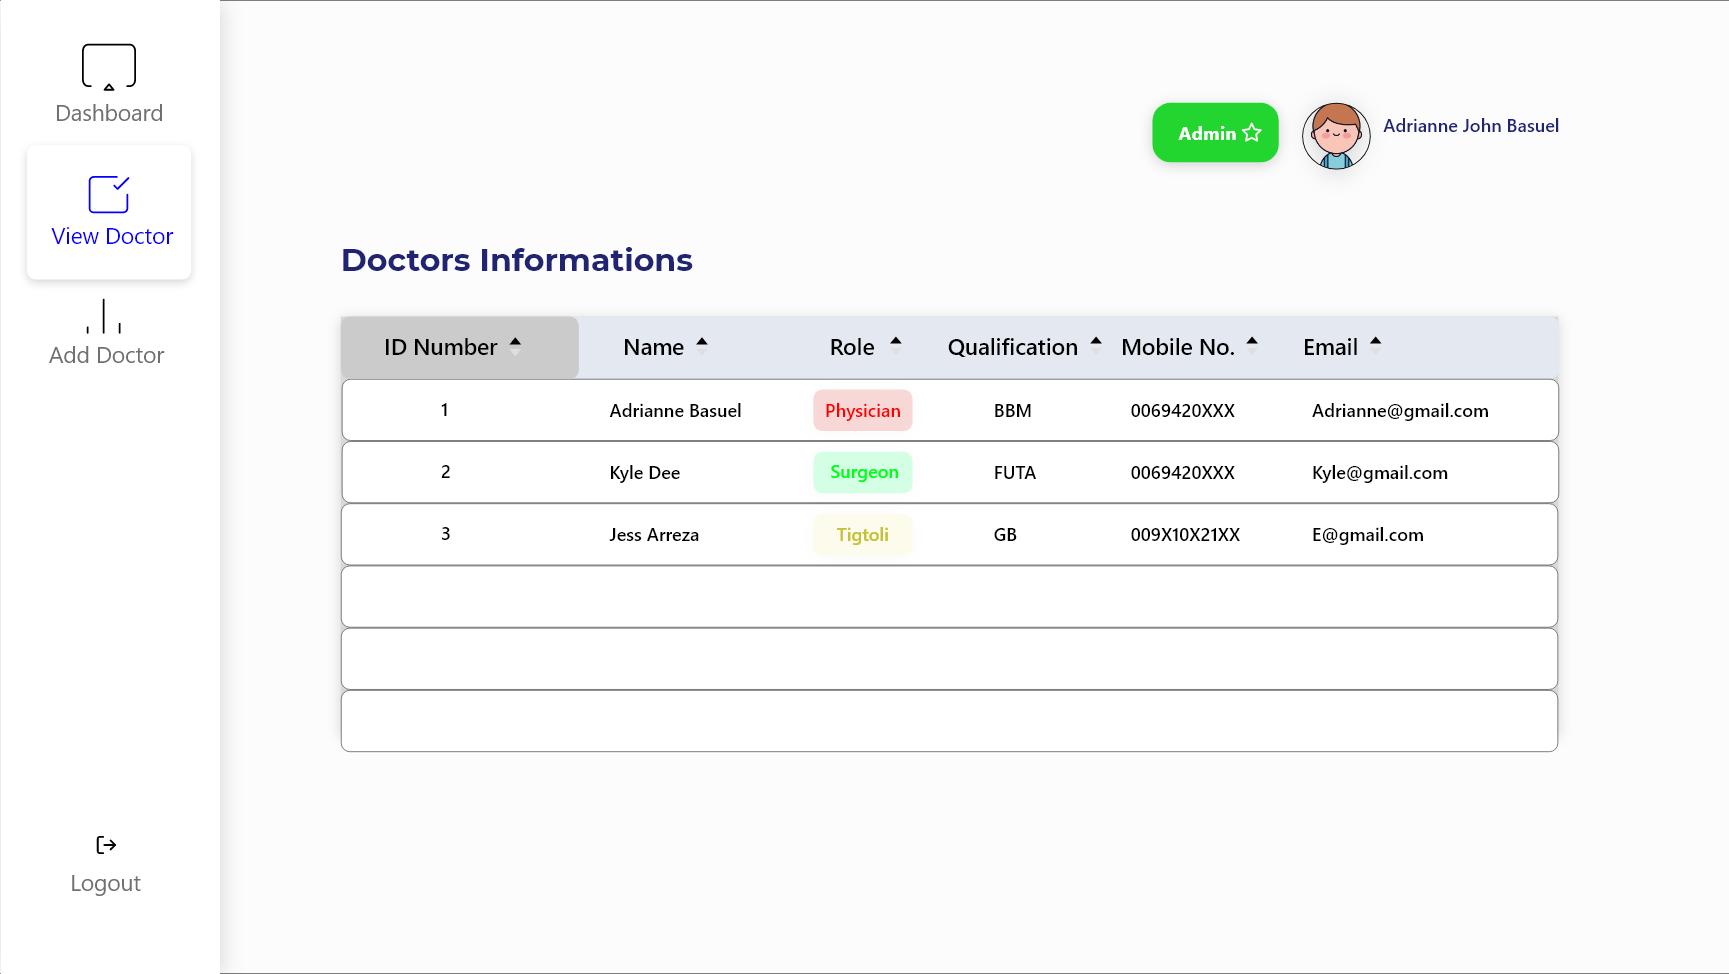 Dashboard
View Doctor
Add Doctor
Logout
Admin
Adrianne John Basuel
Doctors Informations
ID Number Name Role Qualification Mobile No. Email
1 Adrianne Basuel Physician BBM 0069420XXX Adrianne@gmail.com
2 Kyle Dee Surgeon FUTA 0069420XXX Kyle@gmail.com
3 Jess Arreza Tigtoli GB 009X10X21XX E@gmail.com